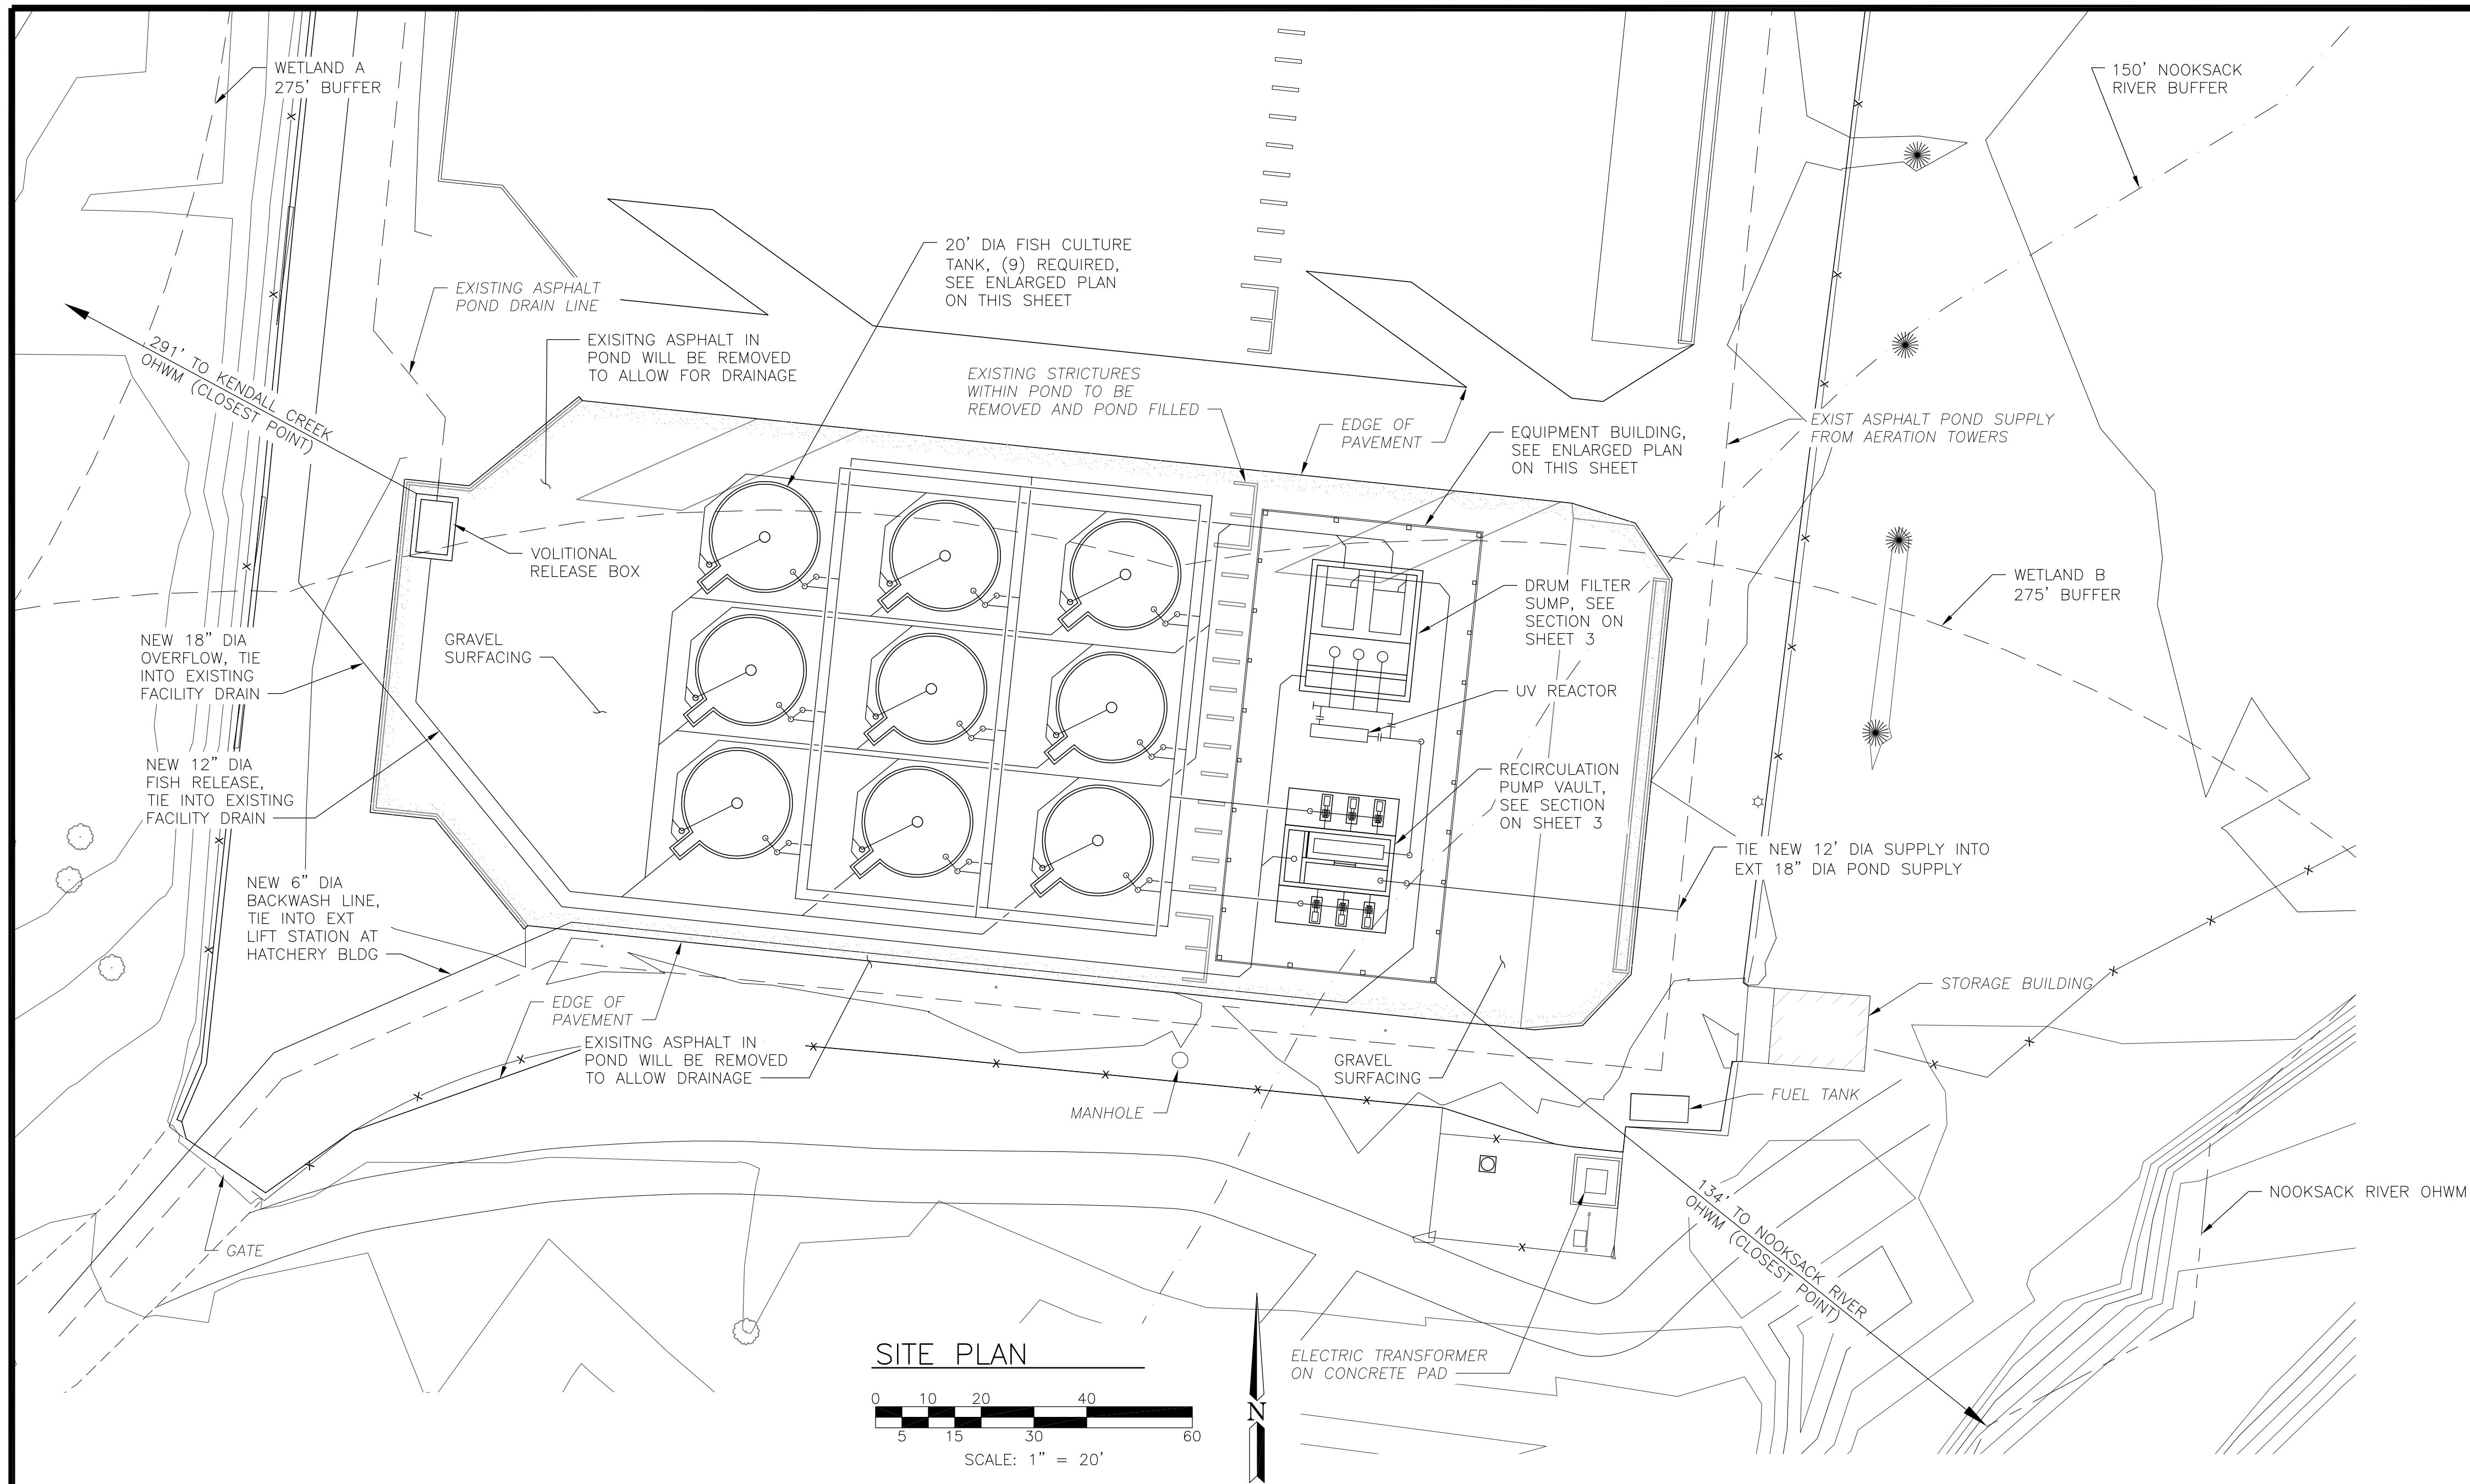 WETLAND A
275' BUFFER
150' NOOKSACK
RIVER BUFFER
20' DIA FISH CULTURE
TANK, (9) REQUIRED,
SEE ENLARGED PLAN
ON THIS SHEET
EXISTING ASPHALT
POND DRAIN LINE
291' TO KENDALL CREEK
OHWM (CLOSEST POINT)
EXISITNG ASPHALT IN
POND WILL BE REMOVED
TO ALLOW FOR DRAINAGE
EXISTING STRICTURES
WITHIN POND TO BE
REMOVED AND POND FILLED
EDGE OF
PAVEMENT
EQUIPMENT BUILDING,
SEE ENLARGED PLAN
ON THIS SHEET
EXIST ASPHALT POND SUPPLY
FROM AERATION TOWERS
VOLITIONAL
RELEASE BOX
DRUM FILTER
SUMP, SEE
SECTION ON
SHEET 3
WETLAND B
275' BUFFER
NEW 18" DIA
OVERFLOW, TIE
INTO EXISTING
FACILITY DRAIN
GRAVEL
SURFACING
UV REACTOR
NEW 12" DIA
FISH RELEASE,
TIE INTO EXISTING
FACILITY DRAIN
RECIRCULATION
PUMP VAULT,
SEE SECTION
ON SHEET 3
TIE NEW 12' DIA SUPPLY INTO
EXT 18" DIA POND SUPPLY
NEW 6" DIA
BACKWASH LINE,
TIE INTO EXT
LIFT STATION AT
HATCHERY BLDG
STORAGE BUILDING
EDGE OF
PAVEMENT
EXISITNG ASPHALT IN
POND WILL BE REMOVED
TO ALLOW DRAINAGE
GRAVEL
SURFACING
MANHOLE
FUEL TANK
134' TO NOOKSACK RIVER
OHWM (CLOSEST POINT)
NOOKSACK RIVER OHWM
GATE
ELECTRIC TRANSFORMER
ON CONCRETE PAD
SITE PLAN
0 10 20 40
5 15 30 60
SCALE: 1" = 20'
N